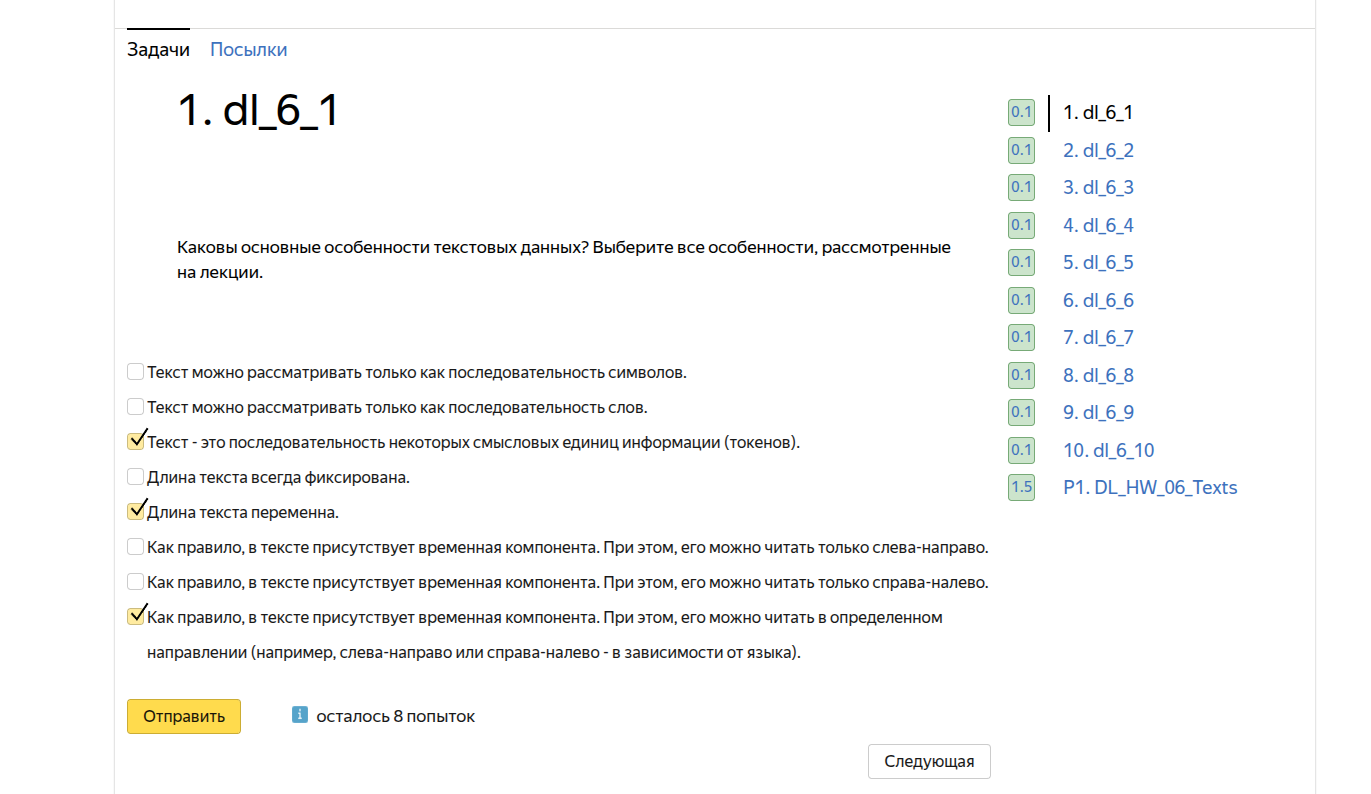 Задачи Посылки
1. dl_6_1
Каковы основные особенности текстовых данных? Выберите все особенности, рассмотренные
на лекции.
Текст можно рассматривать только как последовательность символов.
Текст можно рассматривать только как последовательность слов.
Текст - это последовательность некоторых смысловых единиц информации (токенов).
Длина текста всегда фиксирована.
Длина текста переменна.
Как правило, в тексте присутствует временная компонента. При этом, его можно читать только слева-направо.
Как правило, в тексте присутствует временная компонента. При этом, его можно читать только справа-налево.
Как правило, в тексте присутствует временная компонента. При этом, его можно читать в определенном
направлении (например, слева-направо или справа-налево - в зависимости от языка).
Отправить
i осталось 8 попыток
Следующая
0.1 1. dl_6_1
0.1 2. dl_6_2
0.1 3. dl_6_3
0.1 4. dl_6_4
0.1 5. dl_6_5
0.1 6. dl_6_6
0.1 7. dl_6_7
0.1 8. dl_6_8
0.1 9. dl_6_9
0.1 10. dl_6_10
1.5 P1. DL_HW_06_Texts